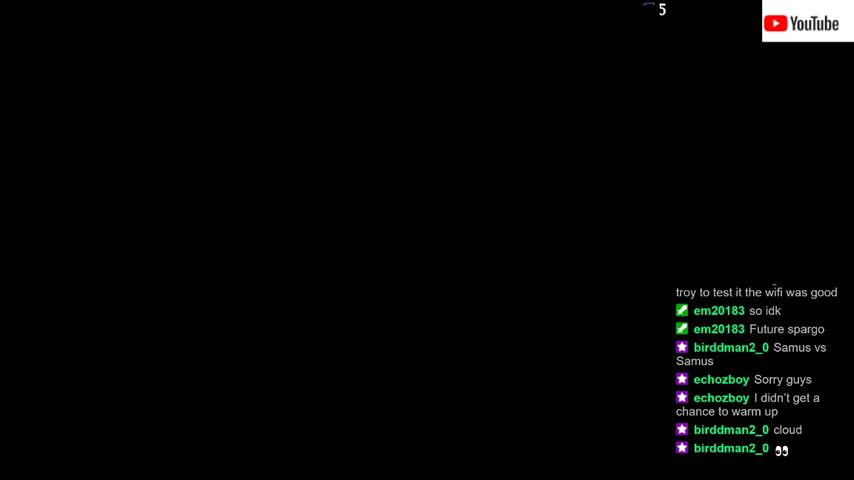 5
YouTube
troy to test it the wifi was good
em20183 so idk
em20183 Future spargo
birddman2_0 Samus vs
Samus
echozboy Sorry guys
echozboy I didn't get a
chance to warm up
birddman2_0 cloud
birddman2_0 👀